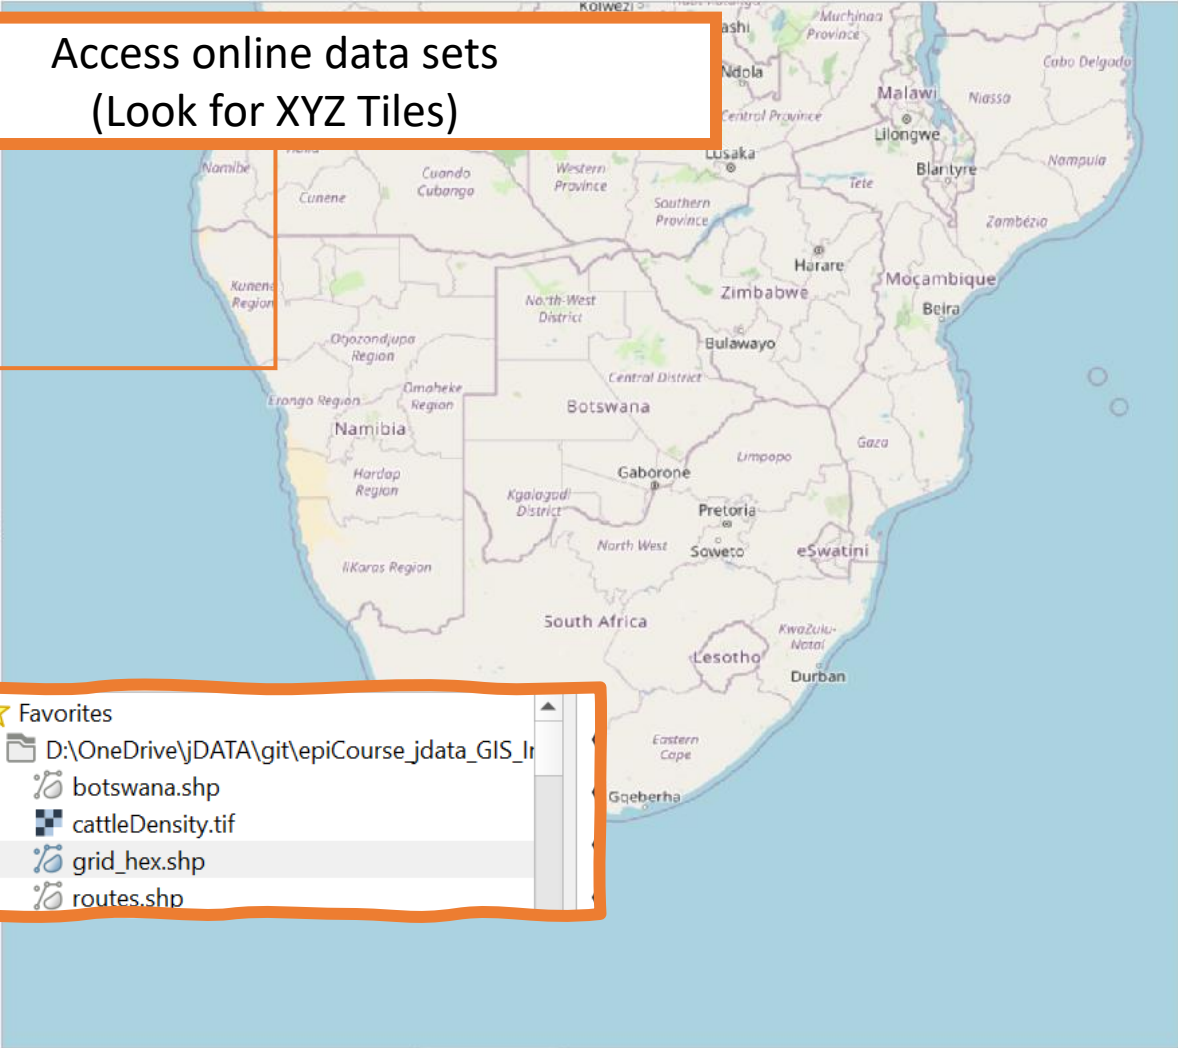 Kolwezi
Access online data sets
(Look for XYZ Tiles)
Muchinga
Province
Ndola
Cabo Delgado
Malawi
Niassa
Central Province
Lilongwe
Lusaka
Namibe
Cuando
Cubango
Western
Province
Blantyre
Nampula
Cunene
Tete
Southern
Province
Zambézia
Harare
Kunene
Region
Moçambique
North-West
District
Zimbabwe
Beira
Otjozondjupa
Region
Bulawayo
Central District
Omaheke
Region
Erongo Region
Botswana
Namibia
Gaza
Limpopo
Hardap
Region
Gaborone
Kgalagadi
District
Pretoria
North West
Soweto
eSwatini
ǁKaras Region
South Africa
KwaZulu-
Natal
Lesotho
Durban
Favorites
D:\OneDrive\jDATA\git\epiCourse_jdata_GIS_Ir
Eastern
Cape
botswana.shp
Gqeberha
cattleDensity.tif
grid_hex.shp
routes.shp